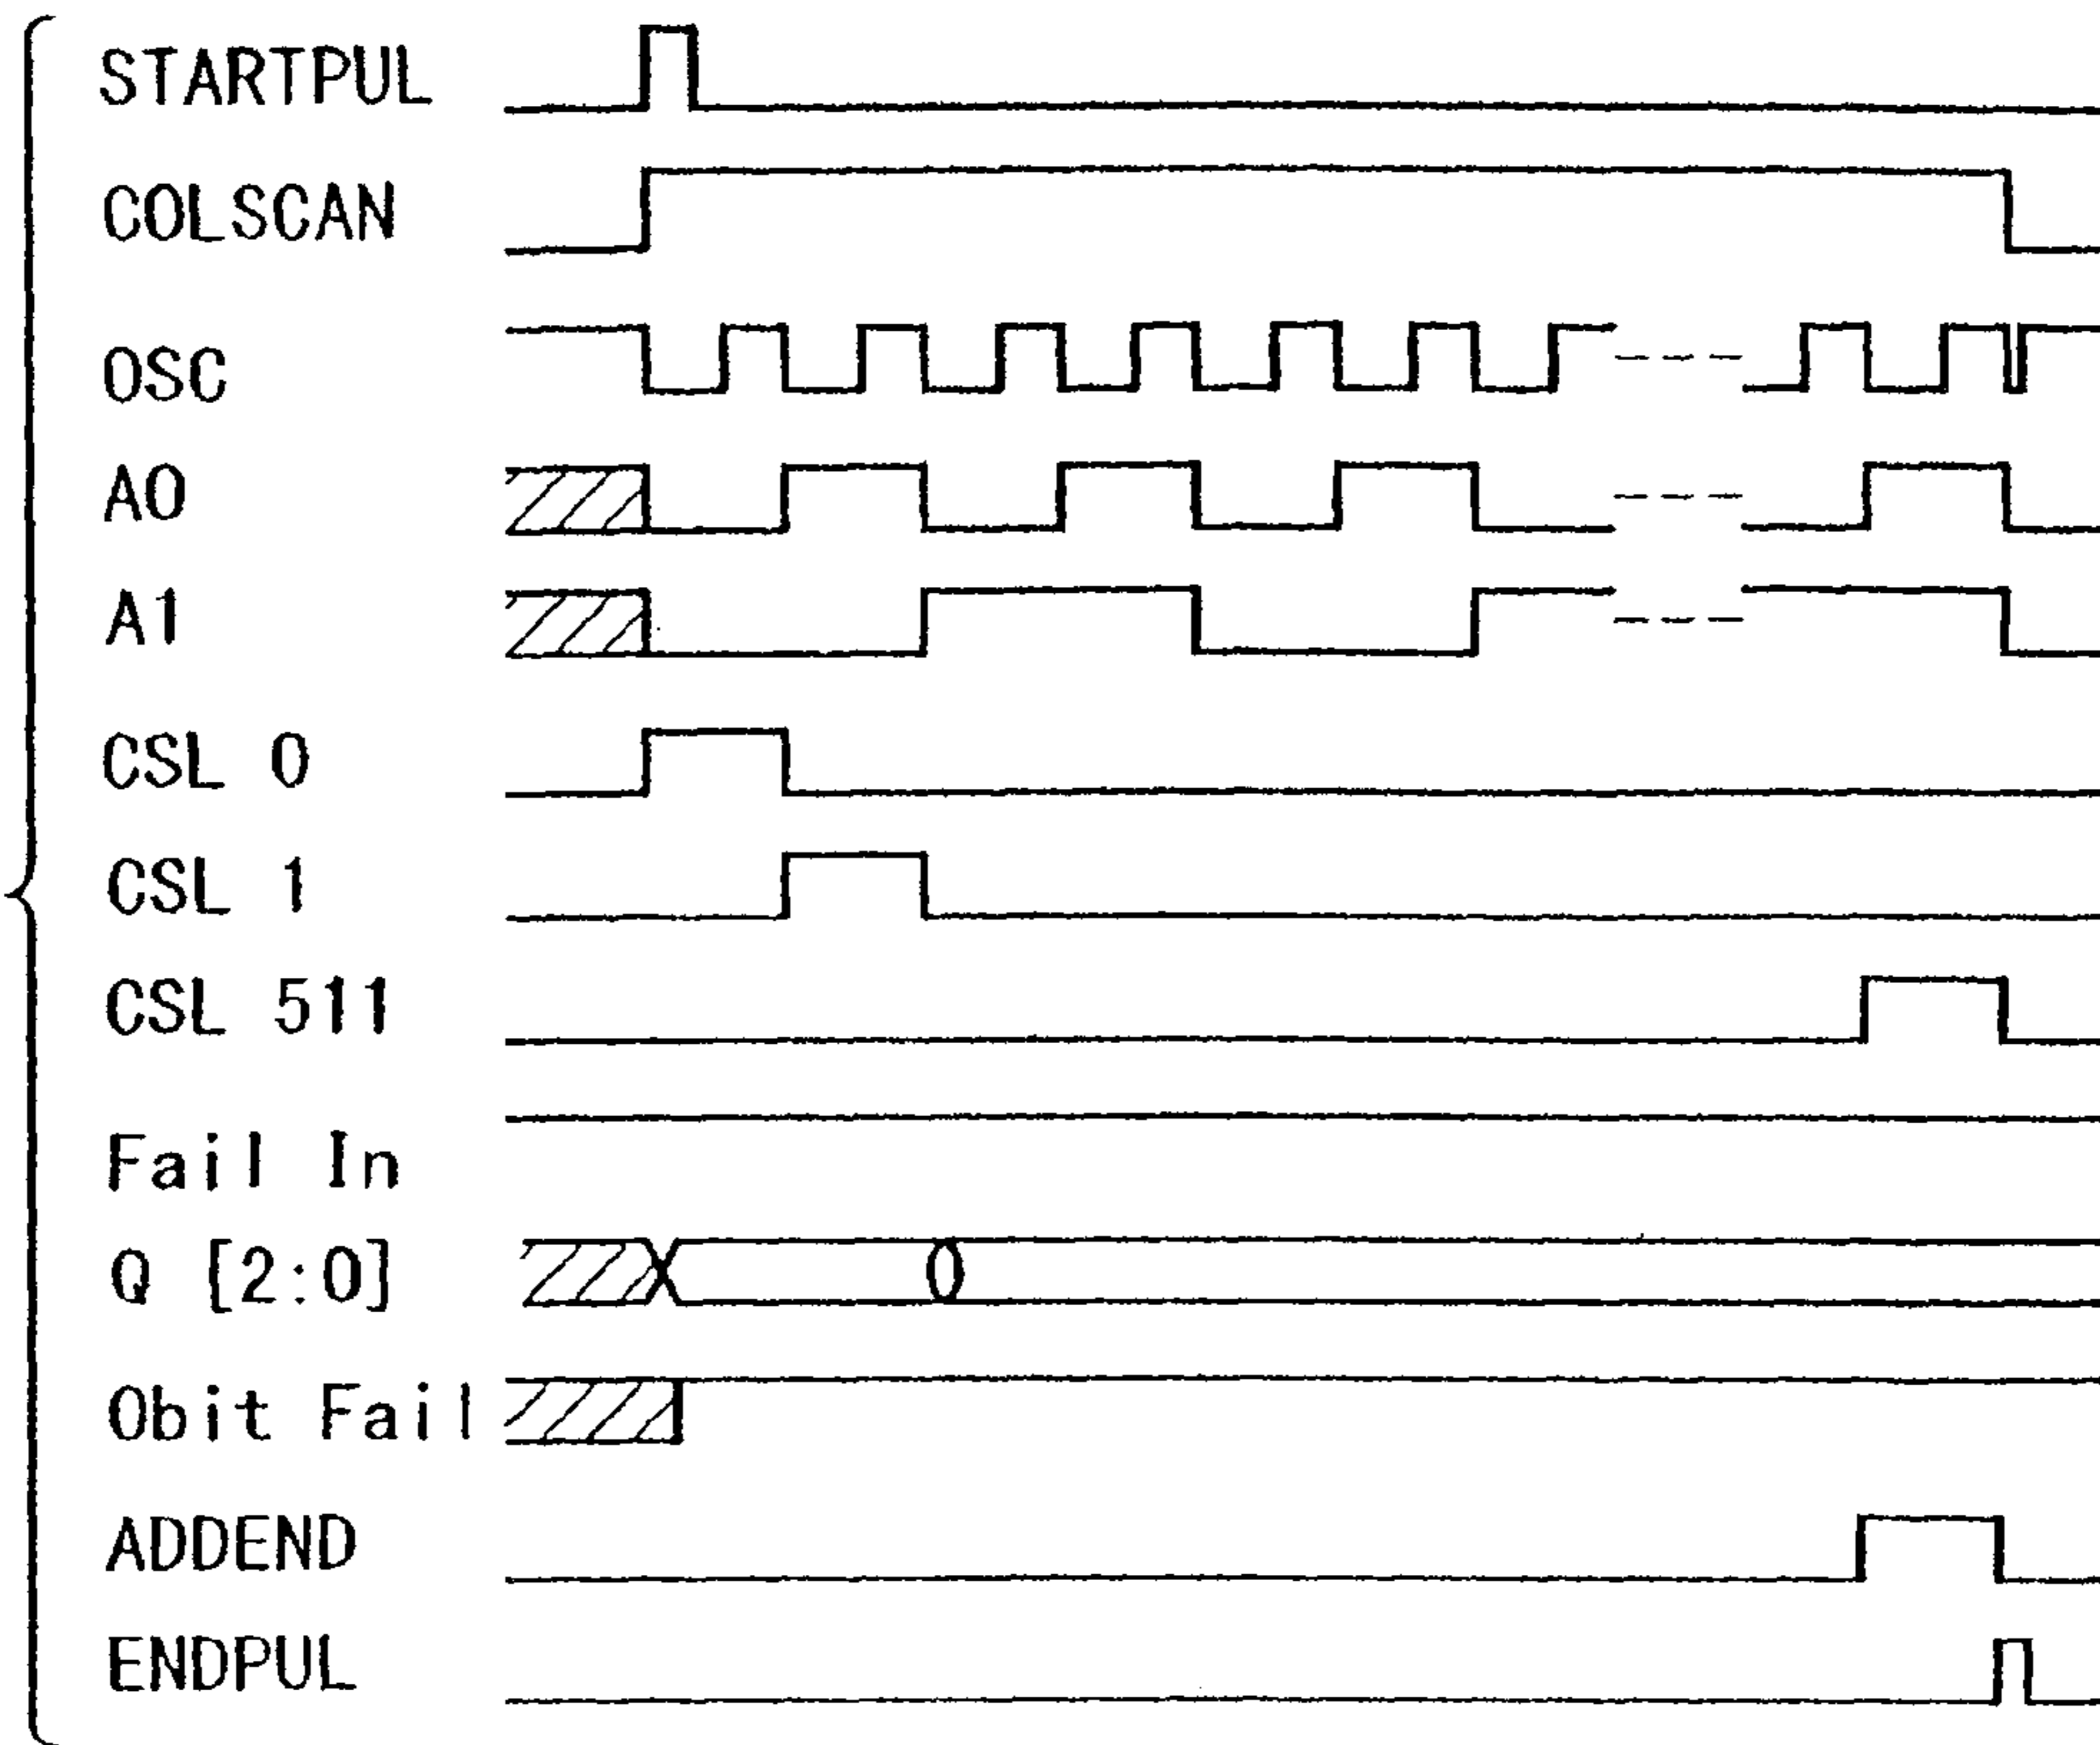 STARTPUL
COLSCAN
OSC
A0
A1
CSL 0
CSL 1
CSL 511
Fail In
Q [2:0]
0bit Fail
ADDEND
ENDPUL